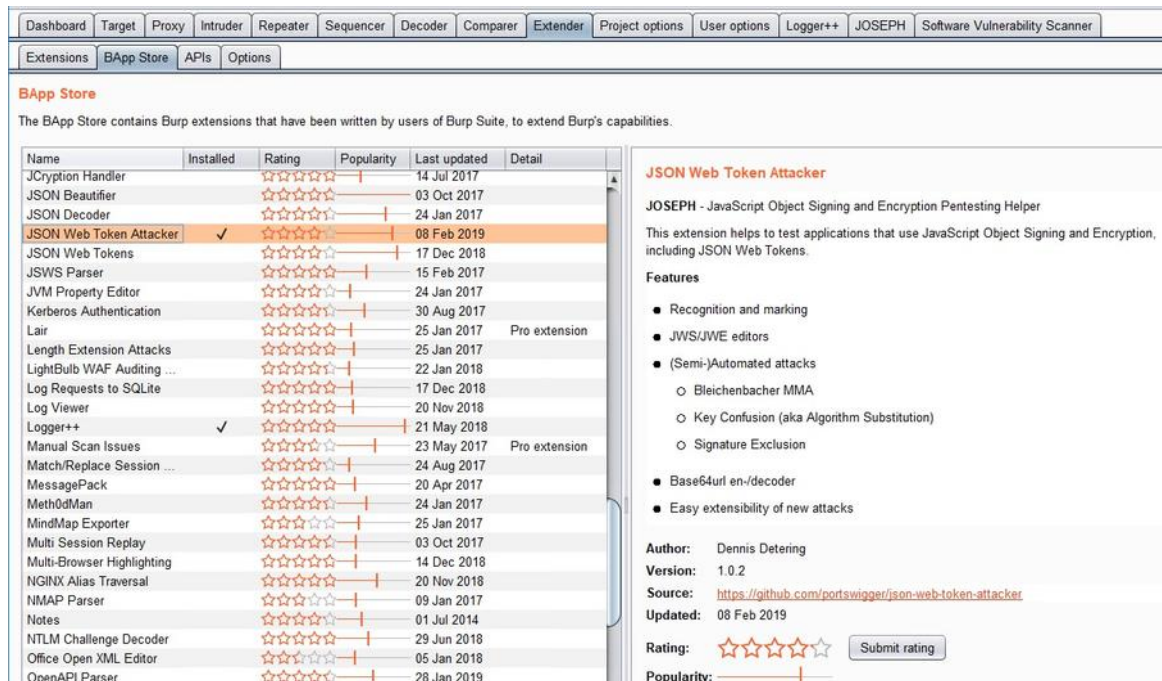 Dashboard Target Proxy Intruder Repeater Sequencer Decoder Comparer Extender Project options User options Logger++ JOSEPH Software Vulnerability Scanner
Extensions BApp Store APIs Options
BApp Store
The BApp Store contains Burp extensions that have been written by users of Burp Suite, to extend Burp's capabilities.
Name Installed Rating Popularity Last updated Detail
JCryption Handler 14 Jul 2017
JSON Beautifier 03 Oct 2017
JSON Decoder 24 Jan 2017
JSON Web Token Attacker ✓ 08 Feb 2019
JSON Web Tokens 17 Dec 2018
JSWS Parser 15 Feb 2017
JVM Property Editor 24 Jan 2017
Kerberos Authentication 30 Aug 2017
Lair 25 Jan 2017 Pro extension
Length Extension Attacks 25 Jan 2017
LightBulb WAF Auditing ... 22 Jan 2018
Log Requests to SQLite 17 Dec 2018
Log Viewer 20 Nov 2018
Logger++ ✓ 21 May 2018
Manual Scan Issues 23 May 2017 Pro extension
Match/Replace Session ... 24 Aug 2017
MessagePack 20 Apr 2017
Meth0dMan 24 Jan 2017
MindMap Exporter 25 Jan 2017
Multi Session Replay 03 Oct 2017
Multi-Browser Highlighting 14 Dec 2018
NGINX Alias Traversal 20 Nov 2018
NMAP Parser 09 Jan 2017
Notes 01 Jul 2014
NTLM Challenge Decoder 29 Jun 2018
Office Open XML Editor 05 Jan 2018
OpenAPI Parser 28 Jan 2019
JSON Web Token Attacker
JOSEPH - JavaScript Object Signing and Encryption Pentesting Helper
This extension helps to test applications that use JavaScript Object Signing and Encryption,
including JSON Web Tokens.
Features
Recognition and marking
JWS/JWE editors
(Semi-)Automated attacks
Bleichenbacher MMA
Key Confusion (aka Algorithm Substitution)
Signature Exclusion
Base64url en-/decoder
Easy extensibility of new attacks
Author: Dennis Detering
Version: 1.0.2
Source: https://github.com/portswigger/json-web-token-attacker
Updated: 08 Feb 2019
Rating: Submit rating
Popularity: